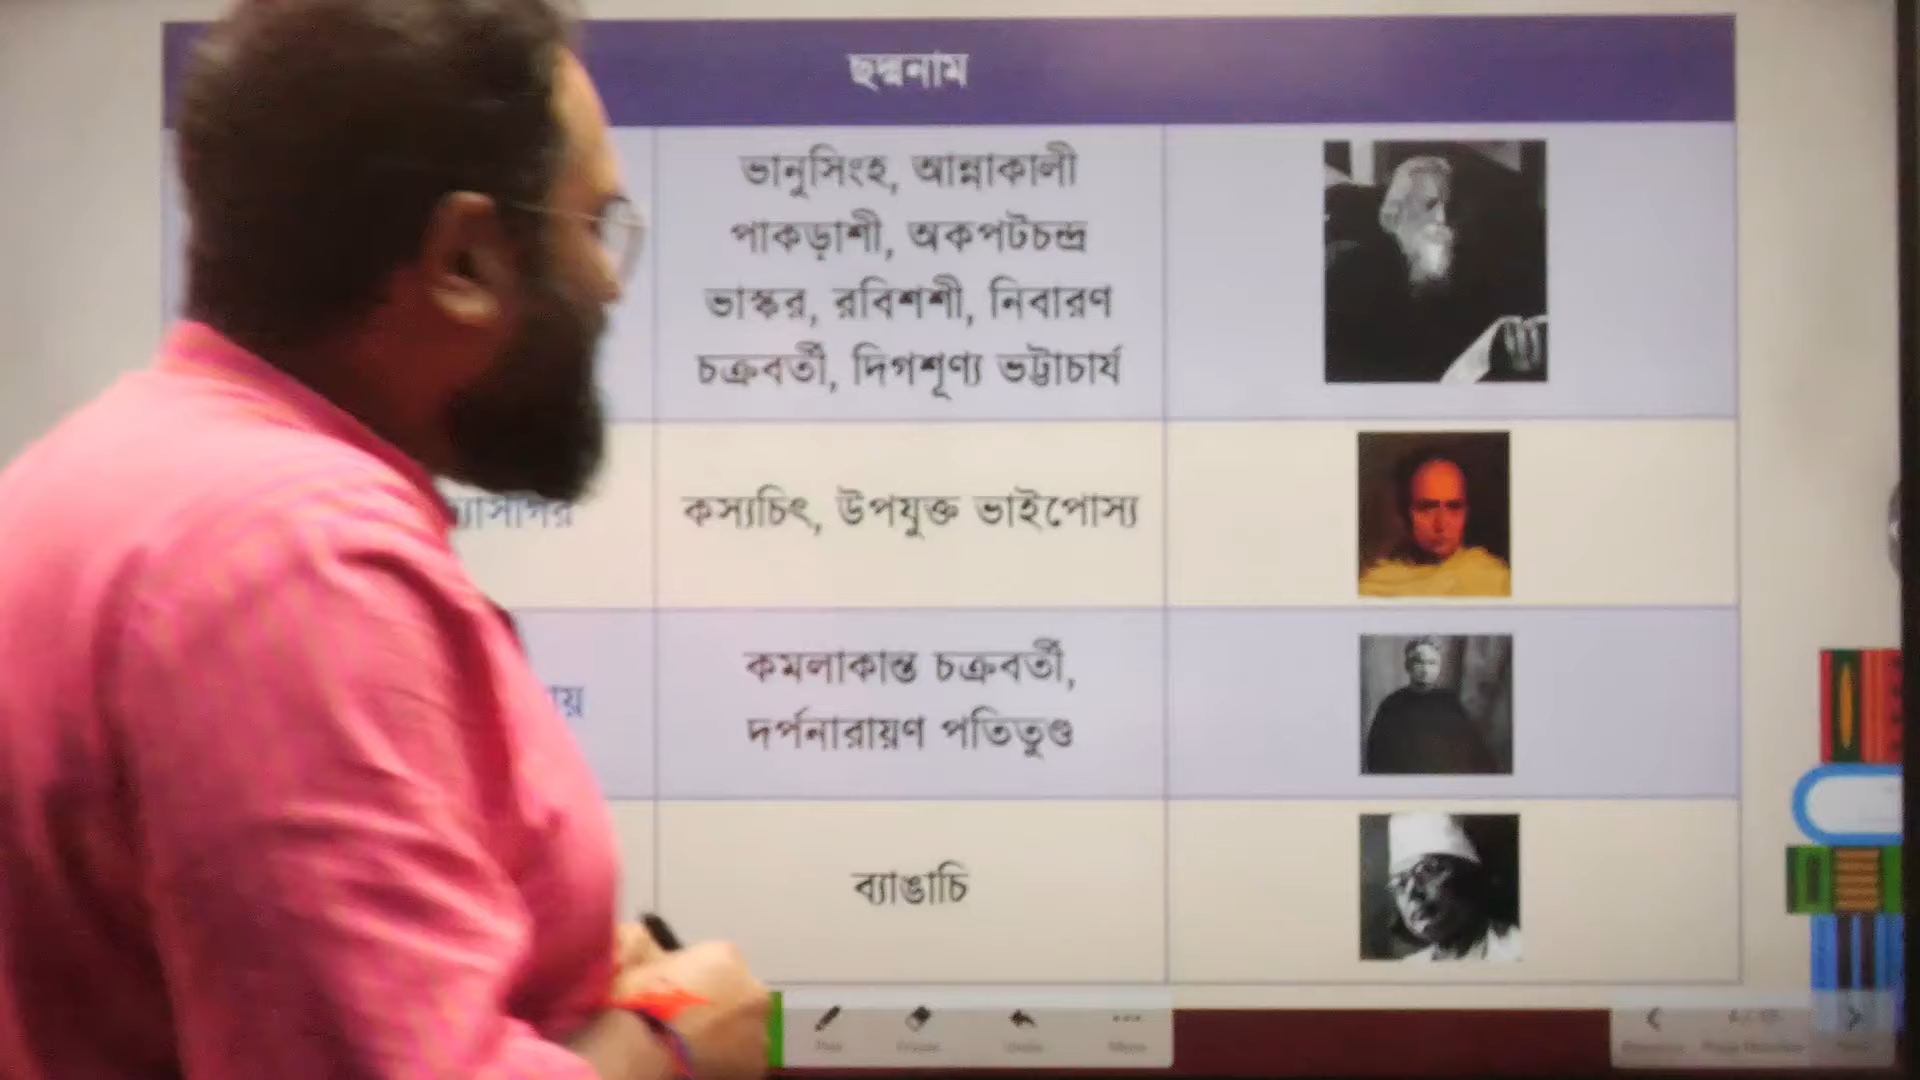 ছদ্মনাম
ভানুসিংহ, আন্নাকালী
পাকড়াশী, অকপটচন্দ্র
ভাস্কর, রবিশশী, নিবারণ
চক্রবর্তী, দিগশূণ্য ভট্টাচার্য
কস্যচিৎ, উপযুক্ত ভাইপোস্য
কমলাকান্ত চক্রবর্তী,
দর্পনারায়ণ পতিতুণ্ড
ব্যাঙাচি